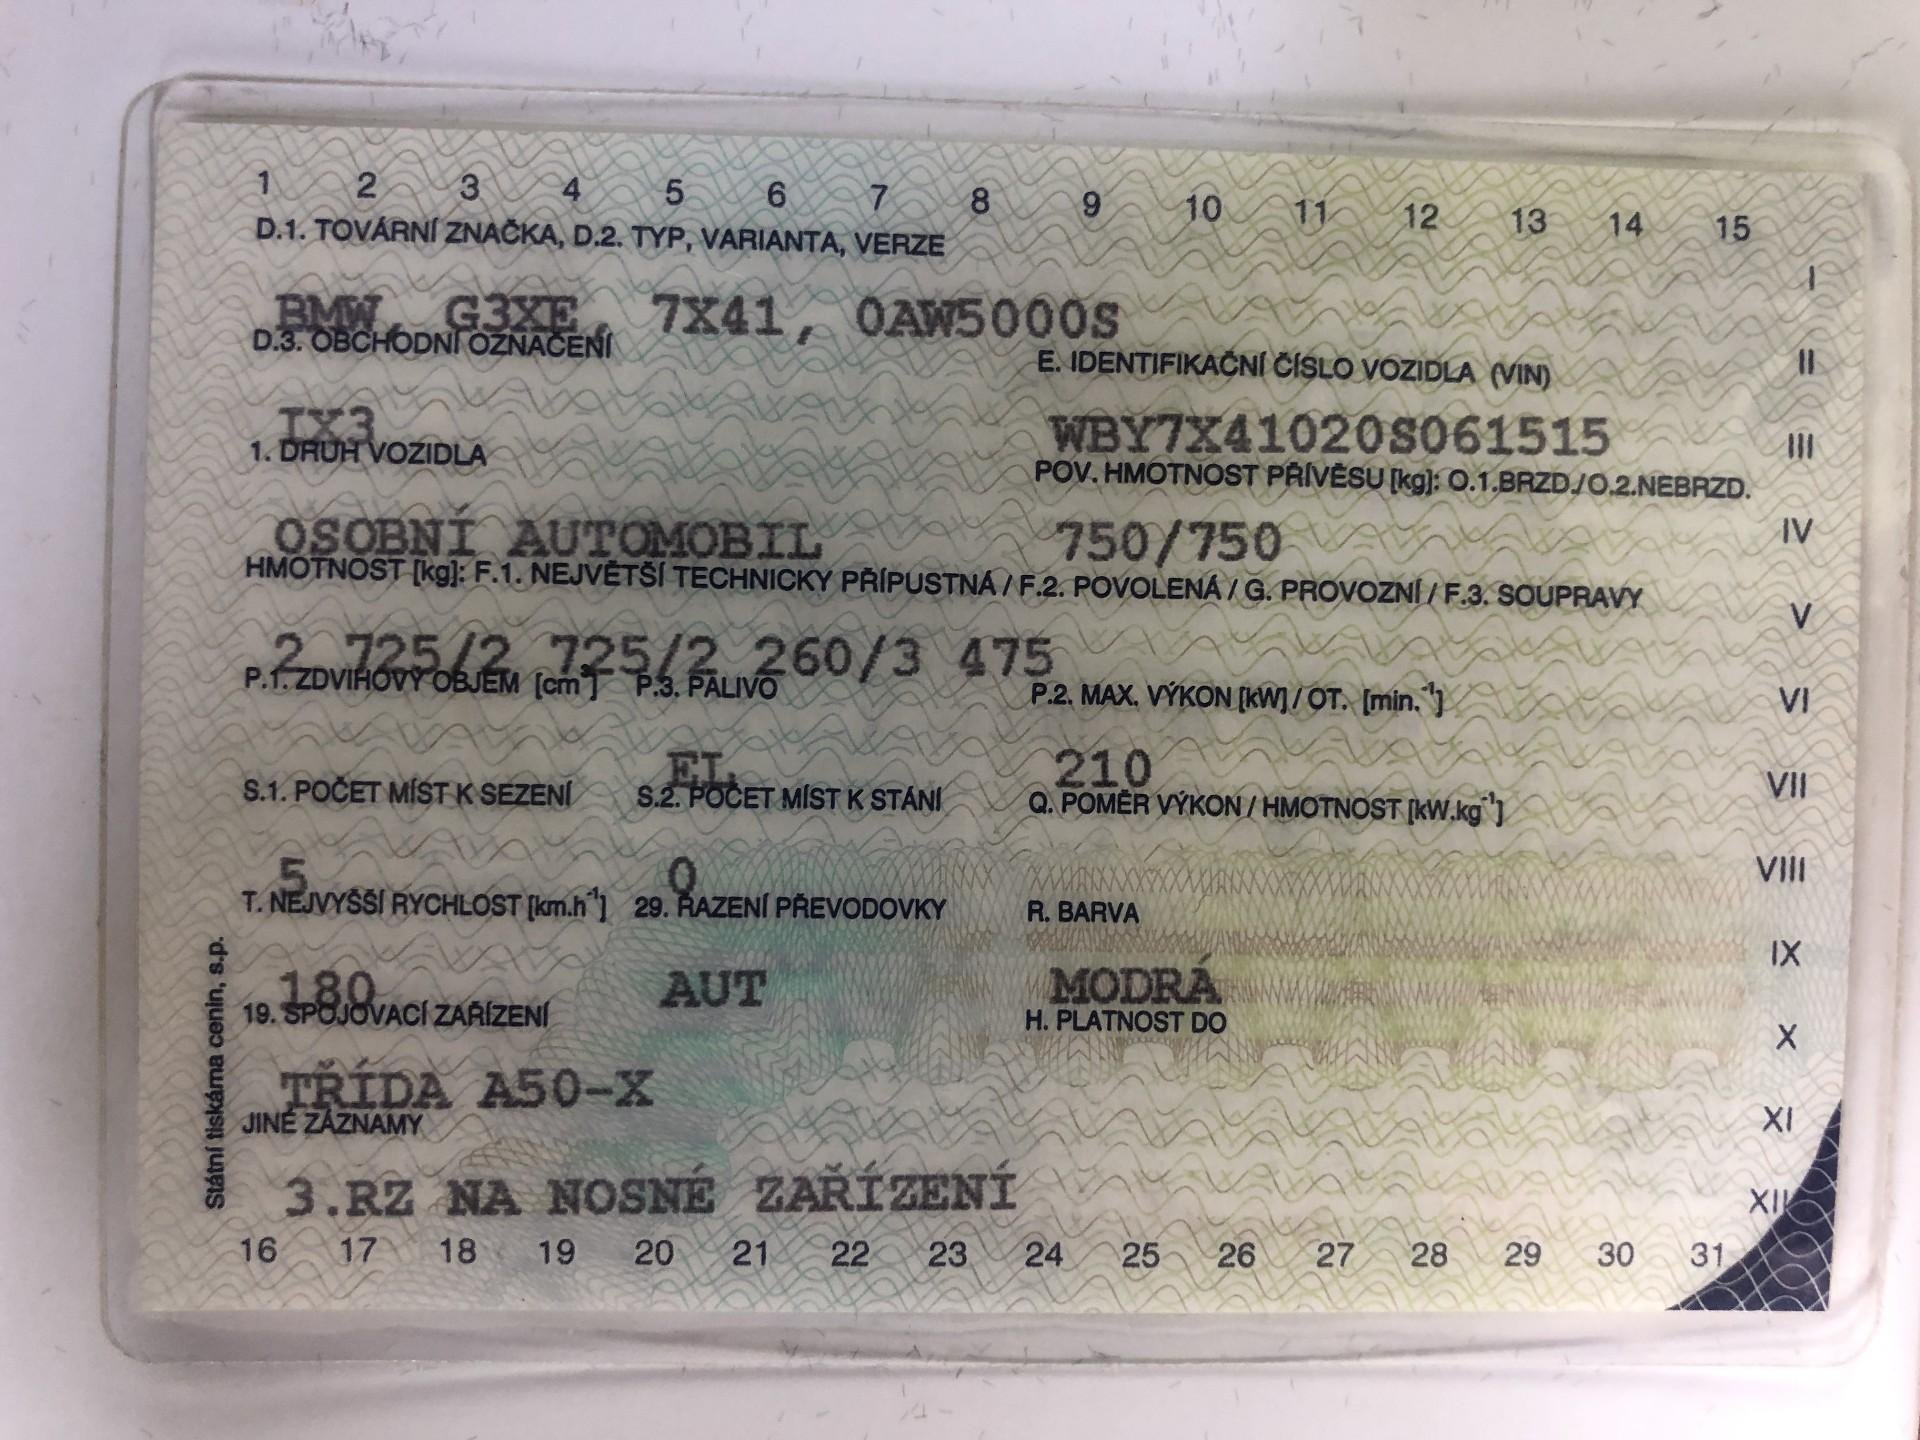 1 2 3 4 5 6 7 8 9 10 11 12 13 14 15
D.1. TOVÁRNÍ ZNAČKA, D.2. TYP, VARIANTA, VERZE
I
BMW, G3XE, 7X41, 0AW5000S
D.3. OBCHODNÍ OZNAČENÍ E. IDENTIFIKAČNÍ ČÍSLO VOZIDLA (VIN)
II
IX3 WBY7X41020S061515
III
1. DRUH VOZIDLA POV. HMOTNOST PŘÍVĚSU [kg]: O.1.BRZD./O.2.NEBRZD.
OSOBNÍ AUTOMOBIL 750/750
IV
HMOTNOST [kg]: F.1. NEJVĚTŠÍ TECHNICKY PŘÍPUSTNÁ / F.2. POVOLENÁ / G. PROVOZNÍ / F.3. SOUPRAVY
V
2 725/2 725/2 260/3 475
P.1. ZDVIHOVÝ OBJEM [cm³] P.3. PALIVO P.2. MAX. VÝKON [kW] / OT. [min.⁻¹]
VI
EL 210
VII
S.1. POČET MÍST K SEZENÍ S.2. POČET MÍST K STÁNÍ Q. POMĚR VÝKON / HMOTNOST [kW.kg⁻¹]
5 0
VIII
T. NEJVYŠŠÍ RYCHLOST [km.h⁻¹] 29. ŘAZENÍ PŘEVODOVKY R. BARVA
IX
180 AUT MODRÁ
19. SPOJOVACÍ ZAŘÍZENÍ H. PLATNOST DO
X
TŘÍDA A50-X
XI
JINÉ ZÁZNAMY
3.RZ NA NOSNÉ ZAŘÍZENÍ
XII
16 17 18 19 20 21 22 23 24 25 26 27 28 29 30 31
Státní tiskárna cenin, s.p.